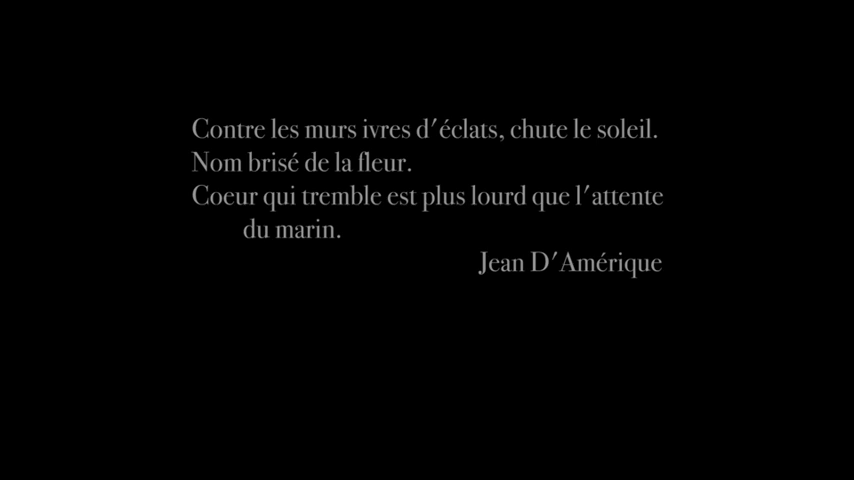 Contre les murs ivres d'éclats, chute le soleil.
Nom brisé de la fleur.
Coeur qui tremble est plus lourd que l'attente
du marin.
Jean D'Amérique